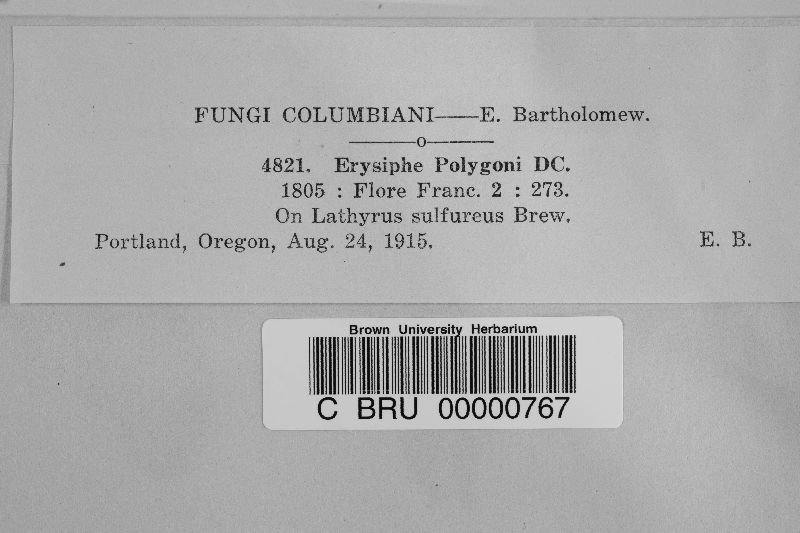 FUNGI COLUMBIANI——E. Bartholomew.
4821. Erysiphe Polygoni DC.
1805 : Flore Franc. 2 : 273.
On Lathyrus sulfureus Brew.
Portland, Oregon, Aug. 24, 1915. E. B.
Brown University Herbarium
C BRU 00000767